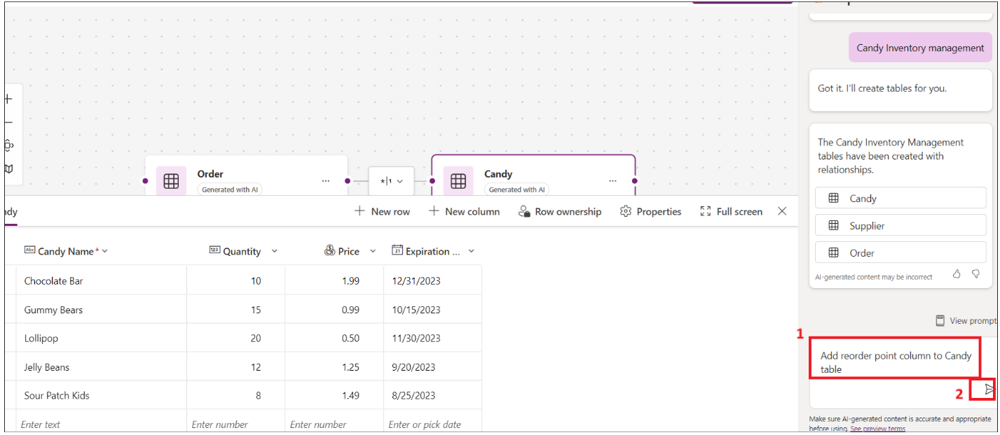 Candy Inventory management
Got it. I'll create tables for you.
The Candy Inventory Management
tables have been created with
relationships.
Candy
Supplier
Order
AI-generated content may be incorrect
View prompt
1
Add reorder point column to Candy
table
2
Make sure AI-generated content is accurate and appropriate
before using. See preview terms
Order
Generated with AI
*|1
Candy
Generated with AI
New row New column Row ownership Properties Full screen
Abc Candy Name* 123 Quantity Price 21 Expiration ...
Chocolate Bar 10 1.99 12/31/2023
Gummy Bears 15 0.99 10/15/2023
Lollipop 20 0.50 11/30/2023
Jelly Beans 12 1.25 9/20/2023
Sour Patch Kids 8 1.49 8/25/2023
Enter text Enter number Enter number Enter or pick date